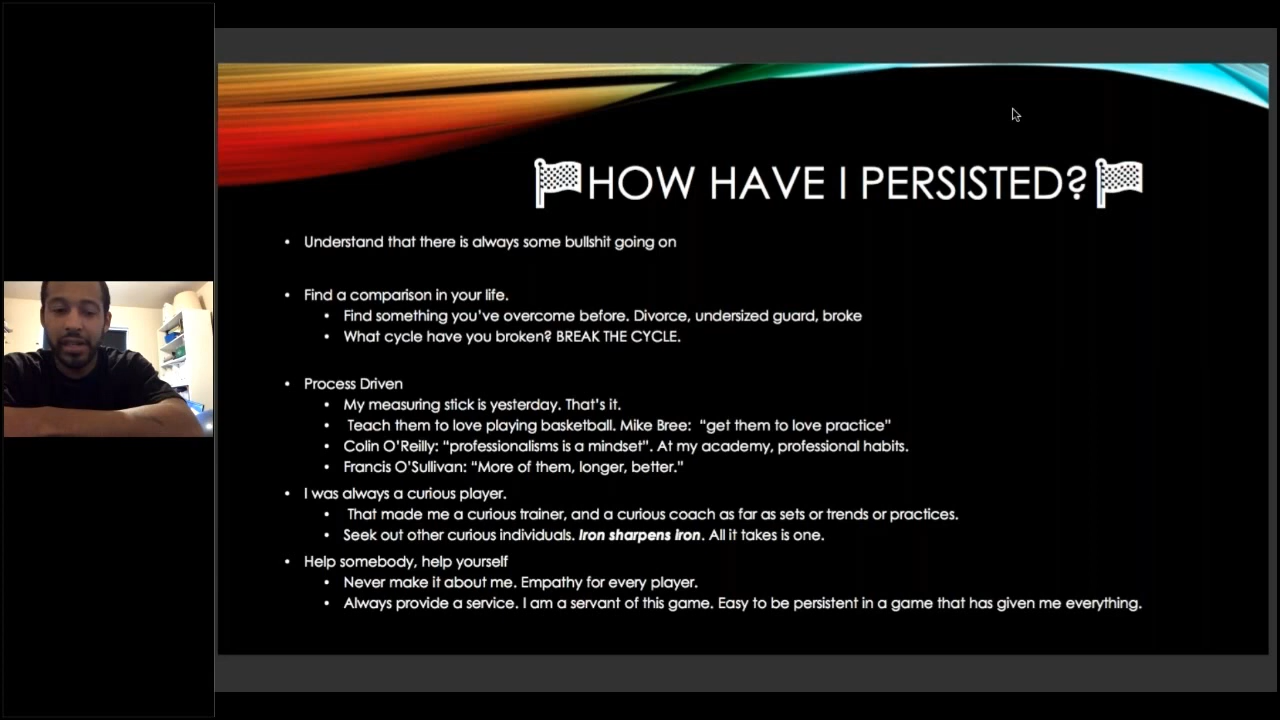 HOW HAVE I PERSISTED?
• Understand that there is always some bullshit going on
• Find a comparison in your life.
• Find something you've overcome before. Divorce, undersized guard, broke
• What cycle have you broken? BREAK THE CYCLE.
• Process Driven
• My measuring stick is yesterday. That's it.
• Teach them to love playing basketball. Mike Bree: "get them to love practice"
• Colin O'Reilly: "professionalisms is a mindset". At my academy, professional habits.
• Francis O'Sullivan: "More of them, longer, better."
• I was always a curious player.
• That made me a curious trainer, and a curious coach as far as sets or trends or practices.
• Seek out other curious individuals. Iron sharpens Iron. All it takes is one.
• Help somebody, help yourself
• Never make it about me. Empathy for every player.
• Always provide a service. I am a servant of this game. Easy to be persistent in a game that has given me everything.